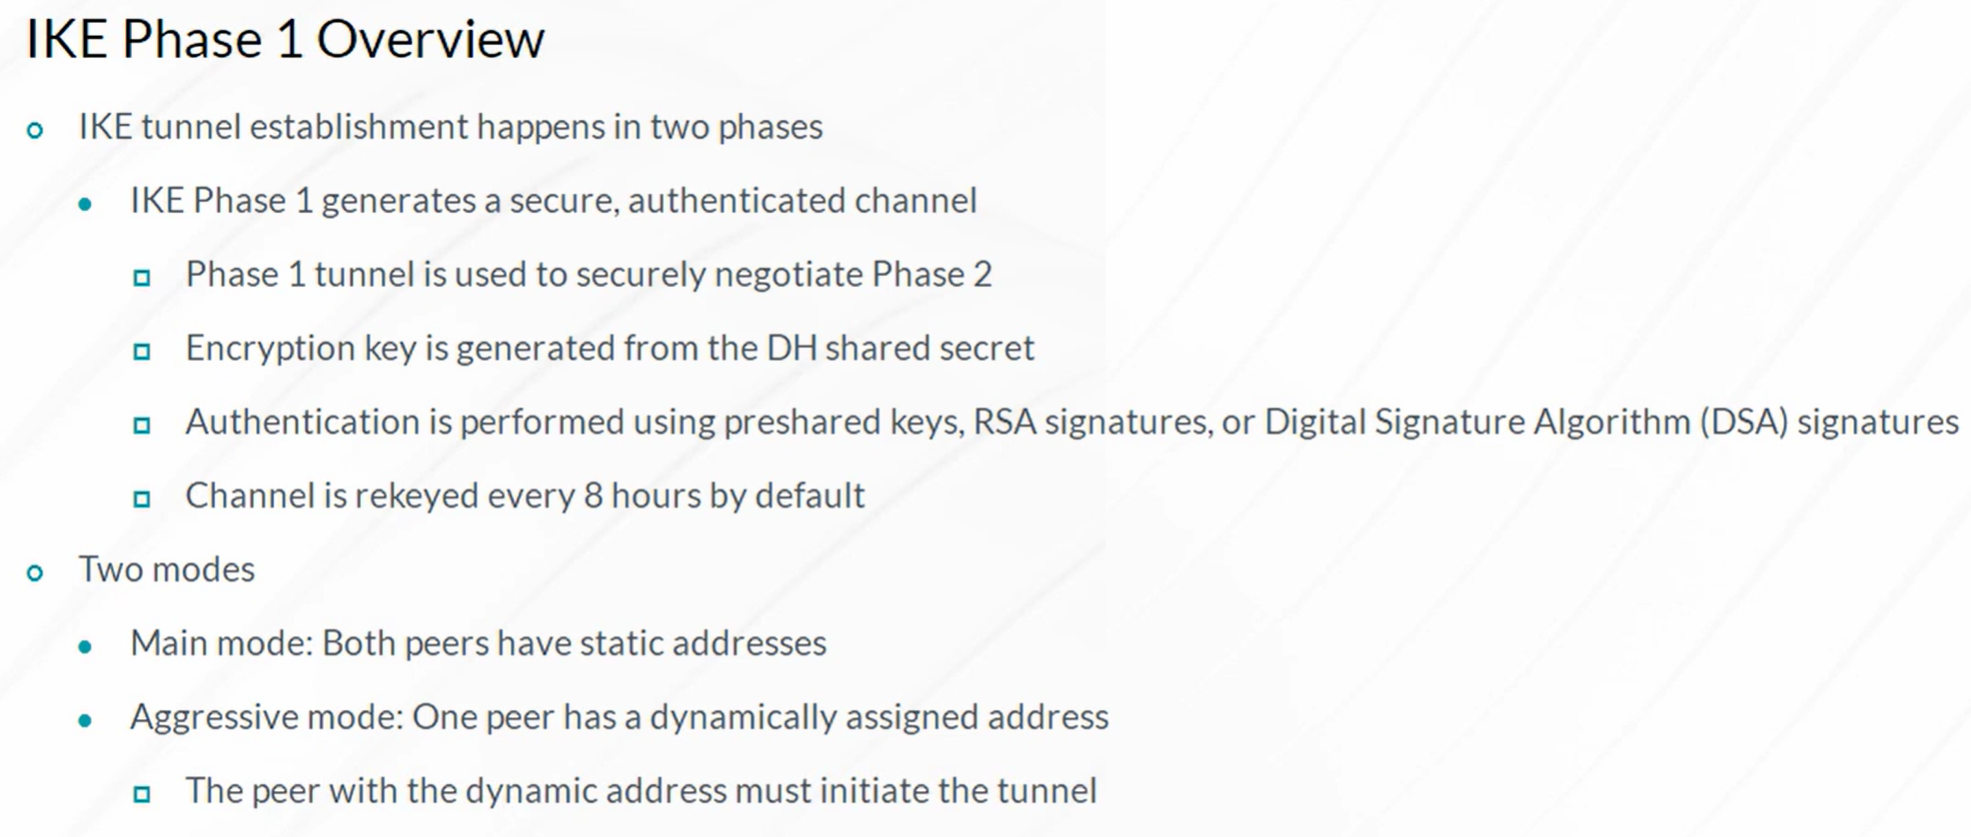 IKE Phase 1 Overview
IKE tunnel establishment happens in two phases
IKE Phase 1 generates a secure, authenticated channel
Phase 1 tunnel is used to securely negotiate Phase 2
Encryption key is generated from the DH shared secret
Authentication is performed using preshared keys, RSA signatures, or Digital Signature Algorithm (DSA) signatures
Channel is rekeyed every 8 hours by default
Two modes
Main mode: Both peers have static addresses
Aggressive mode: One peer has a dynamically assigned address
The peer with the dynamic address must initiate the tunnel